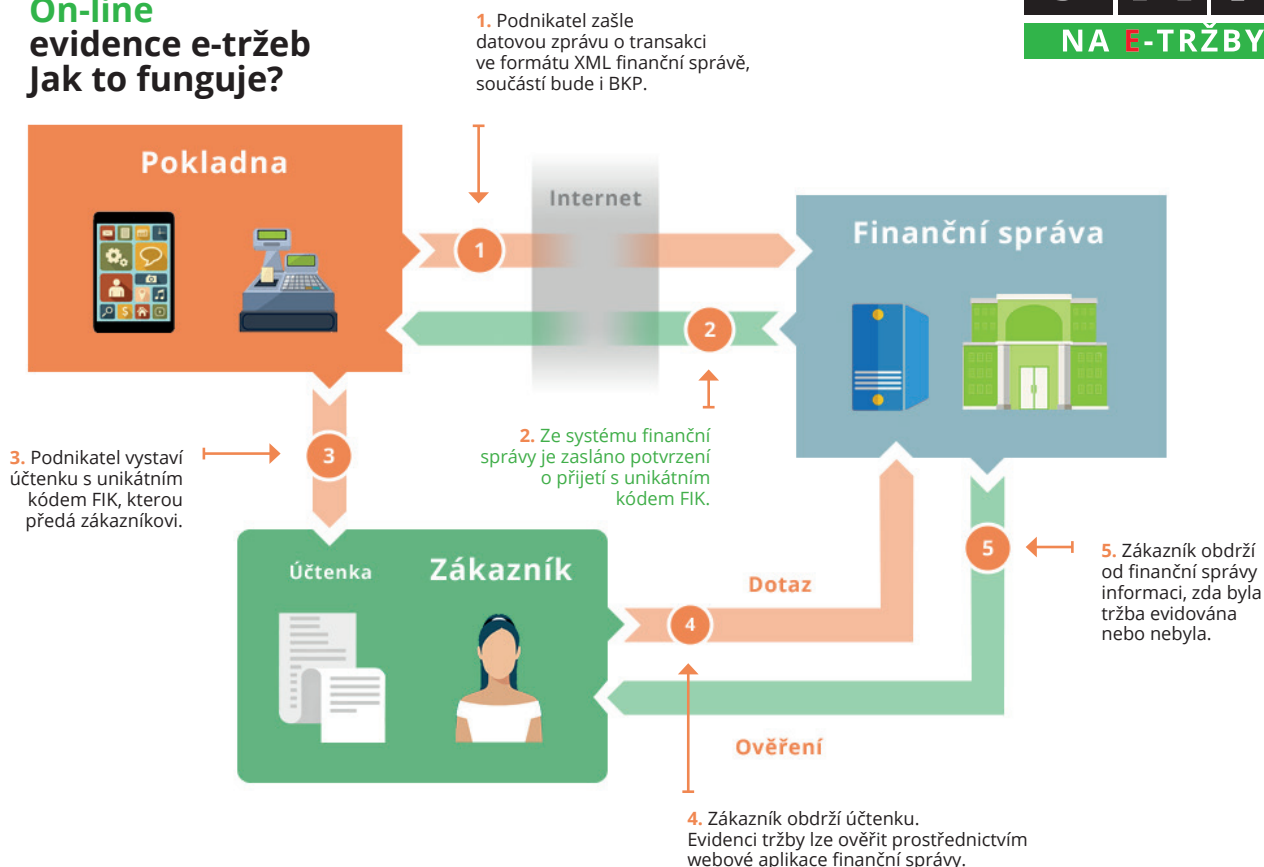 On-line
evidence e-tržeb
Jak to funguje?
1. Podnikatel zašle
datovou zprávu o transakci
ve formátu XML finanční správě,
součástí bude i BKP.
NA E-TRŽBY
Pokladna
Internet
Finanční správa
1
2
2. Ze systému finanční
správy je zasláno potvrzení
o přijetí s unikátním
kódem FIK.
3. Podnikatel vystaví
účtenku s unikátním
kódem FIK, kterou
předá zákazníkovi.
3
Účtenka
Zákazník
Dotaz
4
5
5. Zákazník obdrží
od finanční správy
informaci, zda byla
tržba evidována
nebo nebyla.
Ověření
4. Zákazník obdrží účtenku.
Evidenci tržby lze ověřit prostřednictvím
webové aplikace finanční správy.